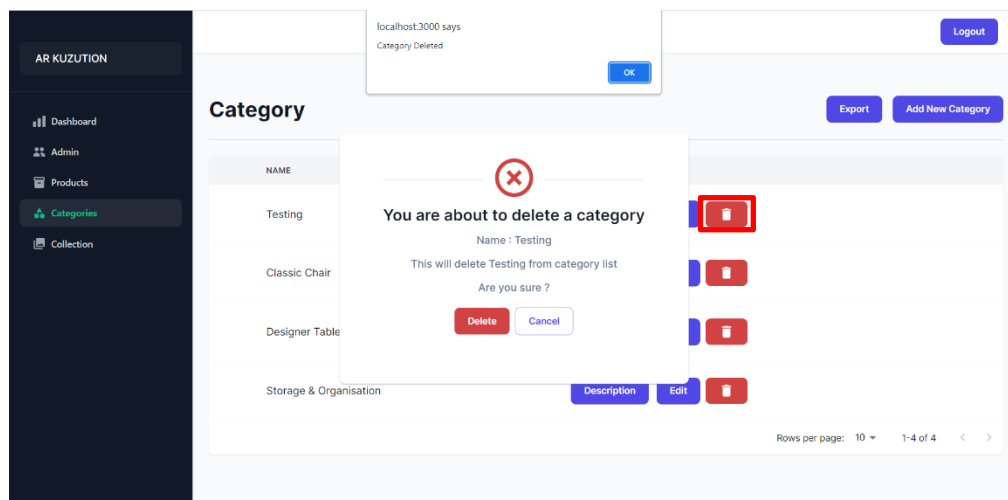 localhost:3000 says
Category Deleted
OK
Logout
AR KUZUTION
Dashboard
Admin
Products
Categories
Collection
Category
Export
Add New Category
NAME
Testing
Classic Chair
Designer Table
Storage & Organisation
Description
Edit
You are about to delete a category
Name : Testing
This will delete Testing from category list
Are you sure ?
Delete
Cancel
Rows per page: 10
1-4 of 4